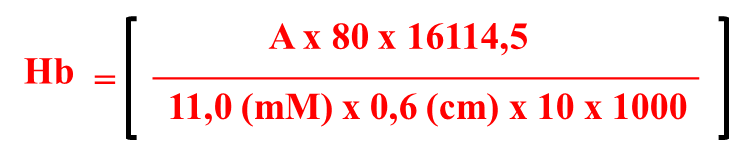 A x 80 x 16114,5
Hb = [ ]
11,0 (mM) x 0,6 (cm) x 10 x 1000